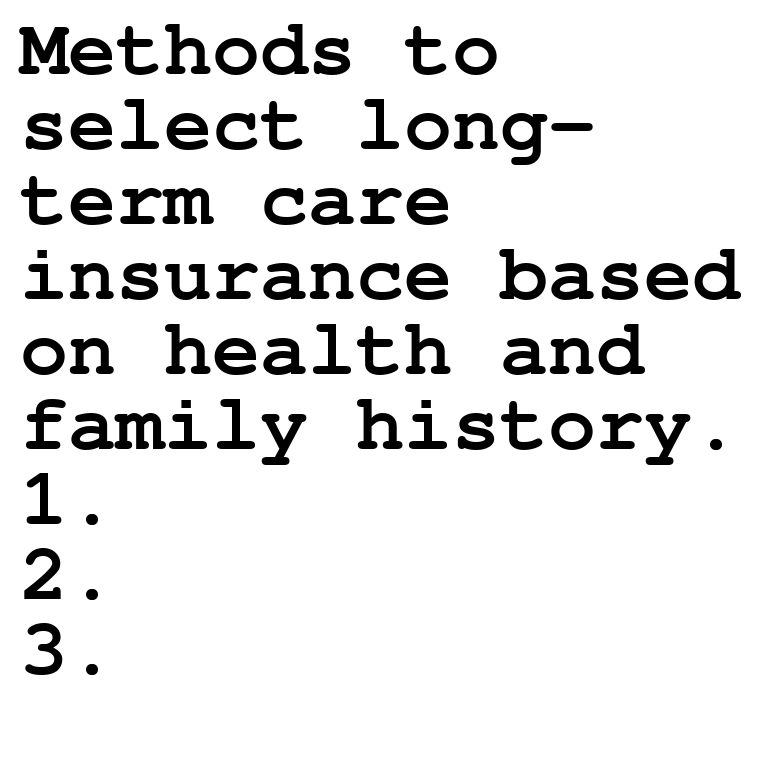 Methods to
select long-
term care
insurance based
on health and
family history.
1.
2.
3.